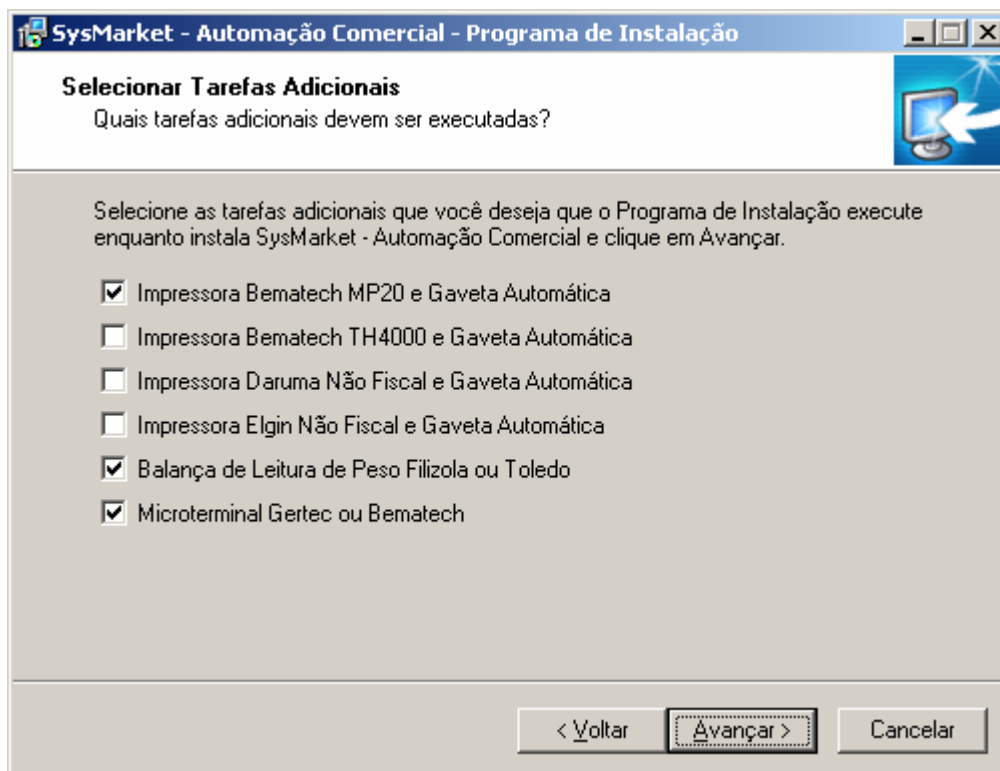 SysMarket - Automação Comercial - Programa de Instalação
Selecionar Tarefas Adicionais
Quais tarefas adicionais devem ser executadas?
Selecione as tarefas adicionais que você deseja que o Programa de Instalação execute
enquanto instala SysMarket - Automação Comercial e clique em Avançar.
Impressora Bematech MP20 e Gaveta Automática
Impressora Bematech TH4000 e Gaveta Automática
Impressora Daruma Não Fiscal e Gaveta Automática
Impressora Elgin Não Fiscal e Gaveta Automática
Balança de Leitura de Peso Filizola ou Toledo
Microterminal Gertec ou Bematech
< Voltar Avançar > Cancelar